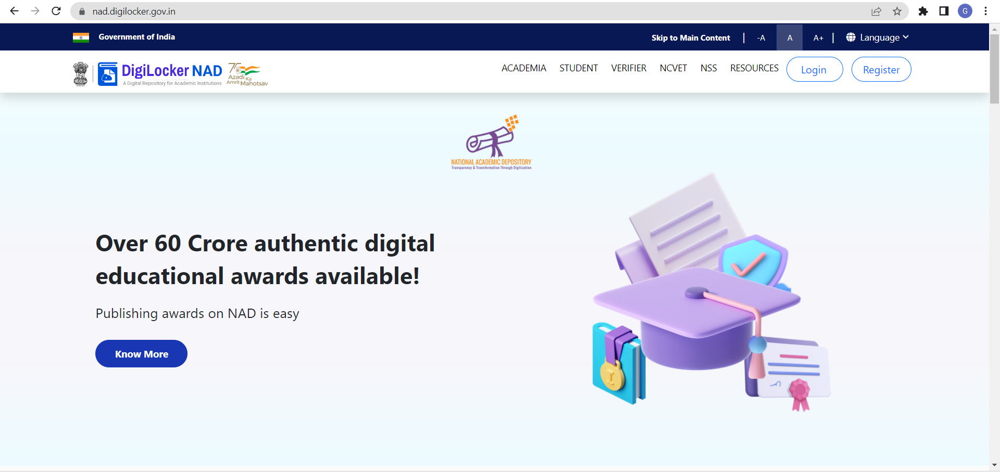 nad.digilocker.gov.in
G
Government of India
Skip to Main Content | -A A A+ | Language
DigiLocker NAD
A Digital Repository for Academic Institutions
75
Azadi Ka
Amrit Mahotsav
ACADEMIA STUDENT VERIFIER NCVET NSS RESOURCES Login Register
NATIONAL ACADEMIC DEPOSITORY
Transparency & Transformation Through Digitization
Over 60 Crore authentic digital
educational awards available!
Publishing awards on NAD is easy
Know More